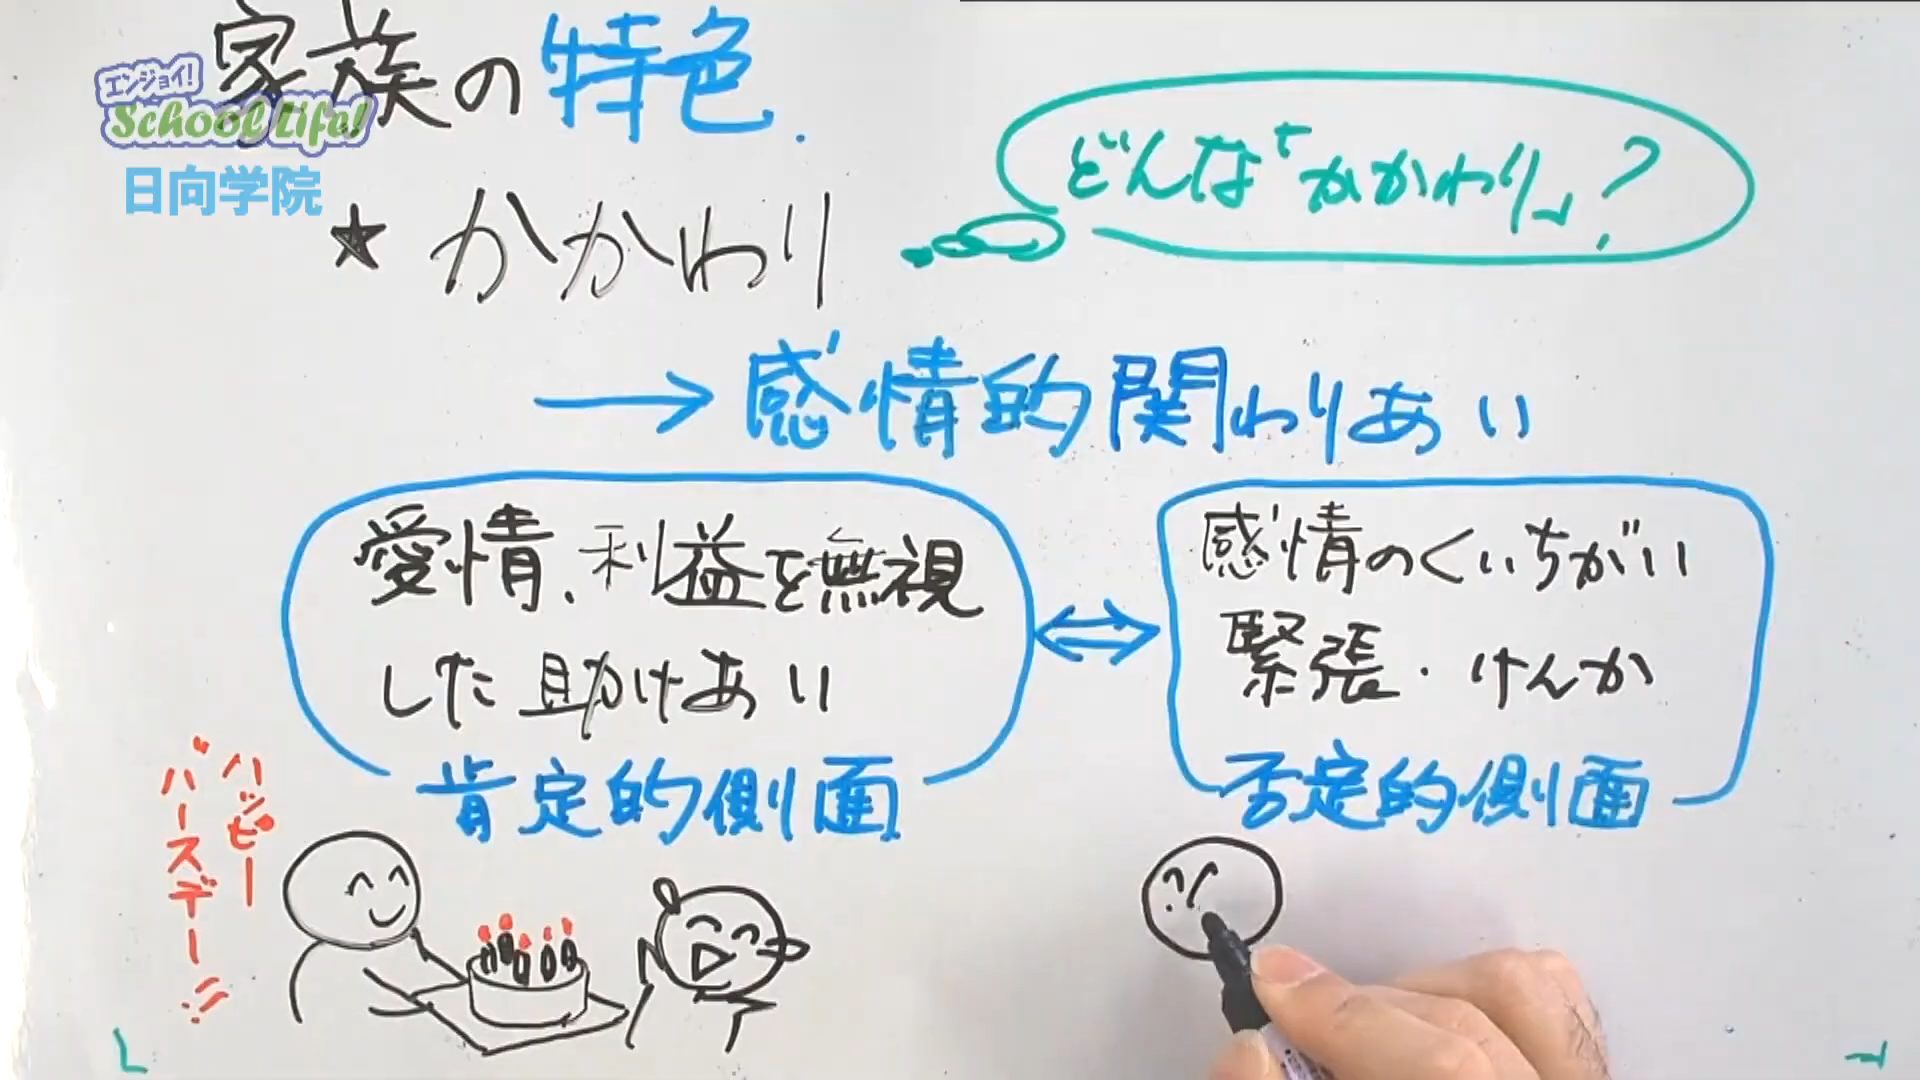 家族の特色.
エンジョイ!
School Life!
日向学院
★かかわり
どんな「かかわり」?
→感情的関わりあい
愛情、利益を無視
した助けあい
肯定的側面
⇔
感情のくいちがい
緊張・けんか
否定的側面
ハッピー
バースデー!!